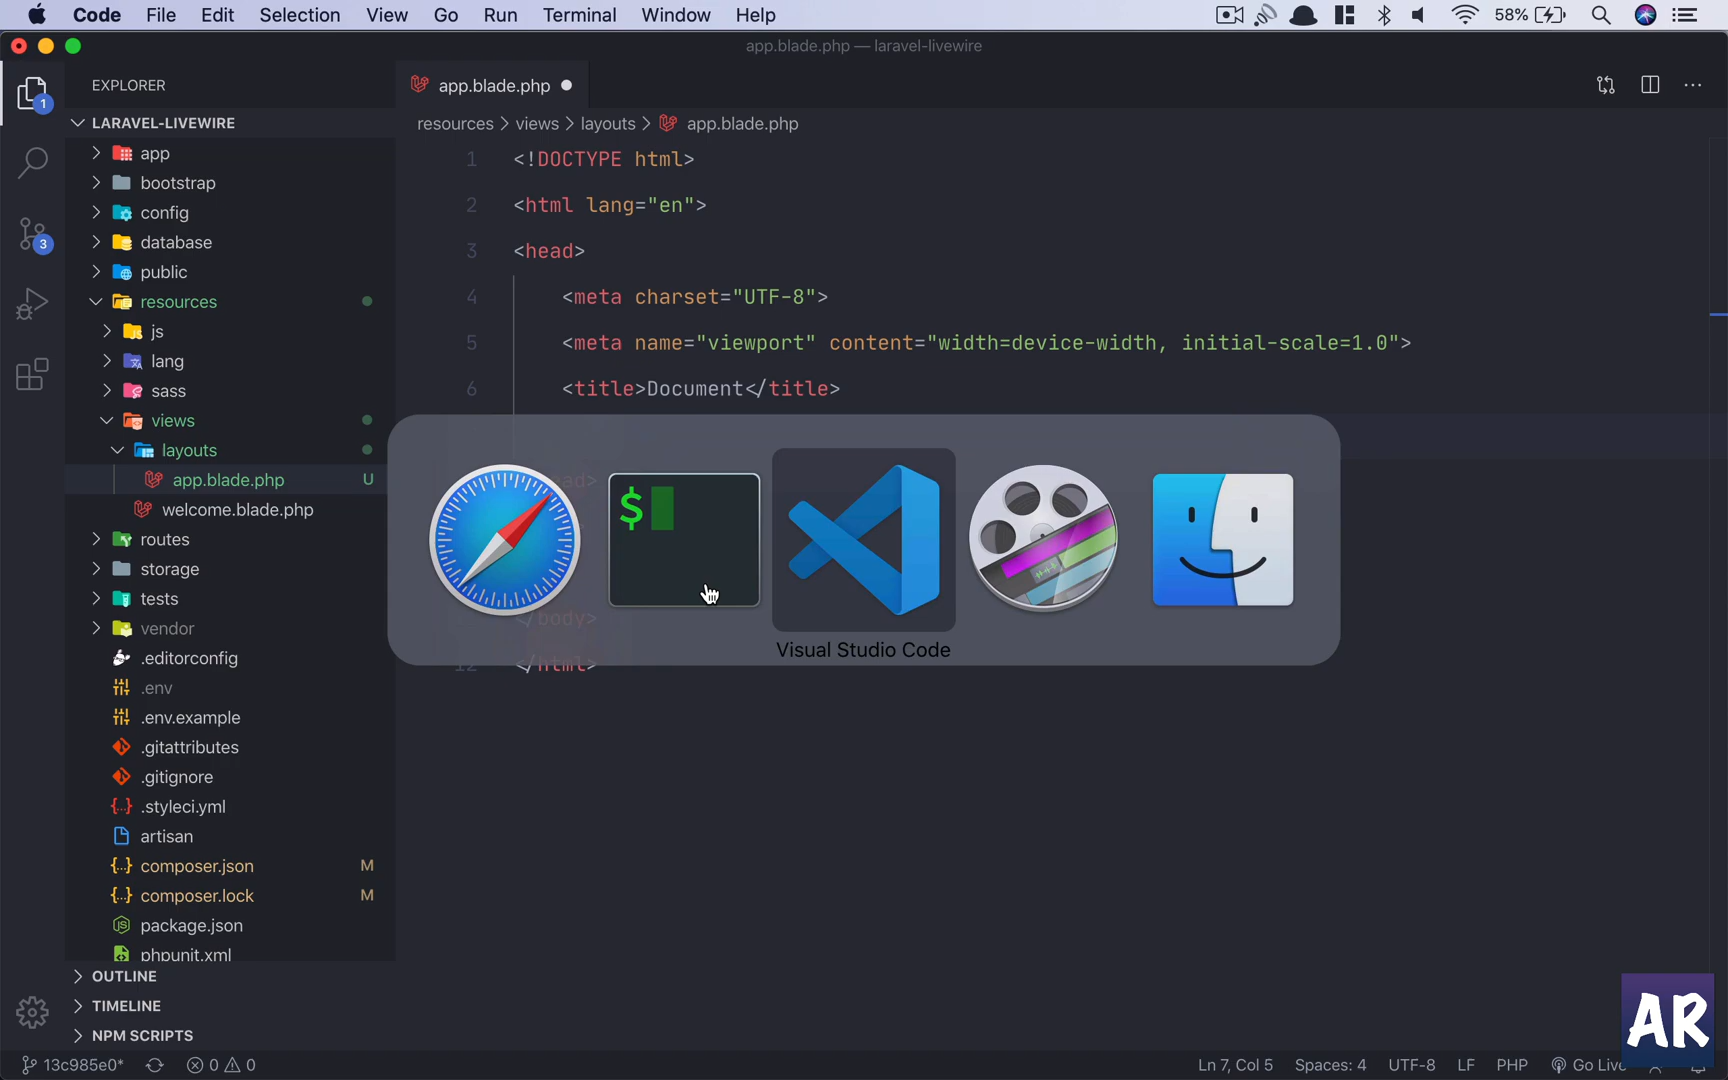 Code File Edit Selection View Go Run Terminal Window Help 58%
app.blade.php — laravel-livewire
EXPLORER
app.blade.php
1
LARAVEL-LIVEWIRE
resources > views > layouts > app.blade.php
app
bootstrap
config
database
public
resources
js
lang
sass
views
layouts
app.blade.php U
welcome.blade.php
routes
storage
tests
vendor
.editorconfig
.env
.env.example
.gitattributes
.gitignore
.styleci.yml
artisan
composer.json M
composer.lock M
package.json
phpunit.xml
OUTLINE
TIMELINE
NPM SCRIPTS
3
1 <!DOCTYPE html>
2 <html lang="en">
3 <head>
4 <meta charset="UTF-8">
5 <meta name="viewport" content="width=device-width, initial-scale=1.0">
6 <title>Document</title>
$
</body>
Visual Studio Code
12 </html>
AR
13c985e0* 0 0 Ln 7, Col 5 Spaces: 4 UTF-8 LF PHP Go Live